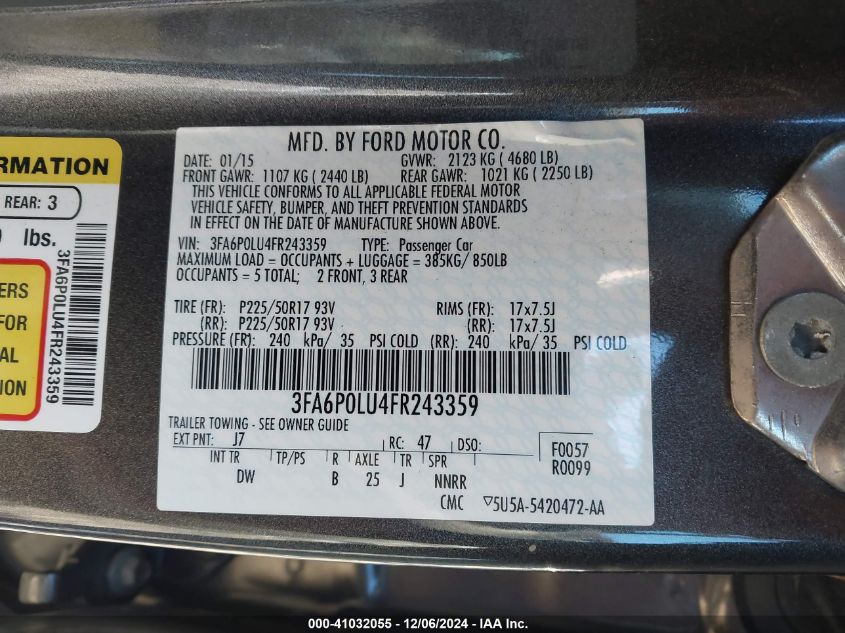 MFD. BY FORD MOTOR CO.
DATE: 01/15 GVWR: 2123 KG ( 4680 LB)
FRONT GAWR: 1107 KG ( 2440 LB) REAR GAWR: 1021 KG ( 2250 LB)
THIS VEHICLE CONFORMS TO ALL APPLICABLE FEDERAL MOTOR
VEHICLE SAFETY, BUMPER, AND THEFT PREVENTION STANDARDS
IN EFFECT ON THE DATE OF MANUFACTURE SHOWN ABOVE.
VIN: 3FA6P0LU4FR243359 TYPE: Passenger Car
MAXIMUM LOAD = OCCUPANTS + LUGGAGE = 385KG/ 850LB
OCCUPANTS = 5 TOTAL; 2 FRONT, 3 REAR
TIRE (FR): P225/50R17 93V RIMS (FR): 17x7.5J
(RR): P225/50R17 93V (RR): 17x7.5J
PRESSURE (FR): 240 kPa/ 35 PSI COLD (RR): 240 kPa/ 35 PSI COLD
3FA6P0LU4FR243359
TRAILER TOWING - SEE OWNER GUIDE
EXT PNT: J7 RC: 47 DSO: F0057
R0099
INT TR TP/PS R AXLE TR SPR
DW B 25 J NNRR
CMC ▽5U5A-5420472-AA
REAR: 3
lbs.
FOR
3FA6P0LU4FR243359
000-41032055 - 12/06/2024 - IAA Inc.